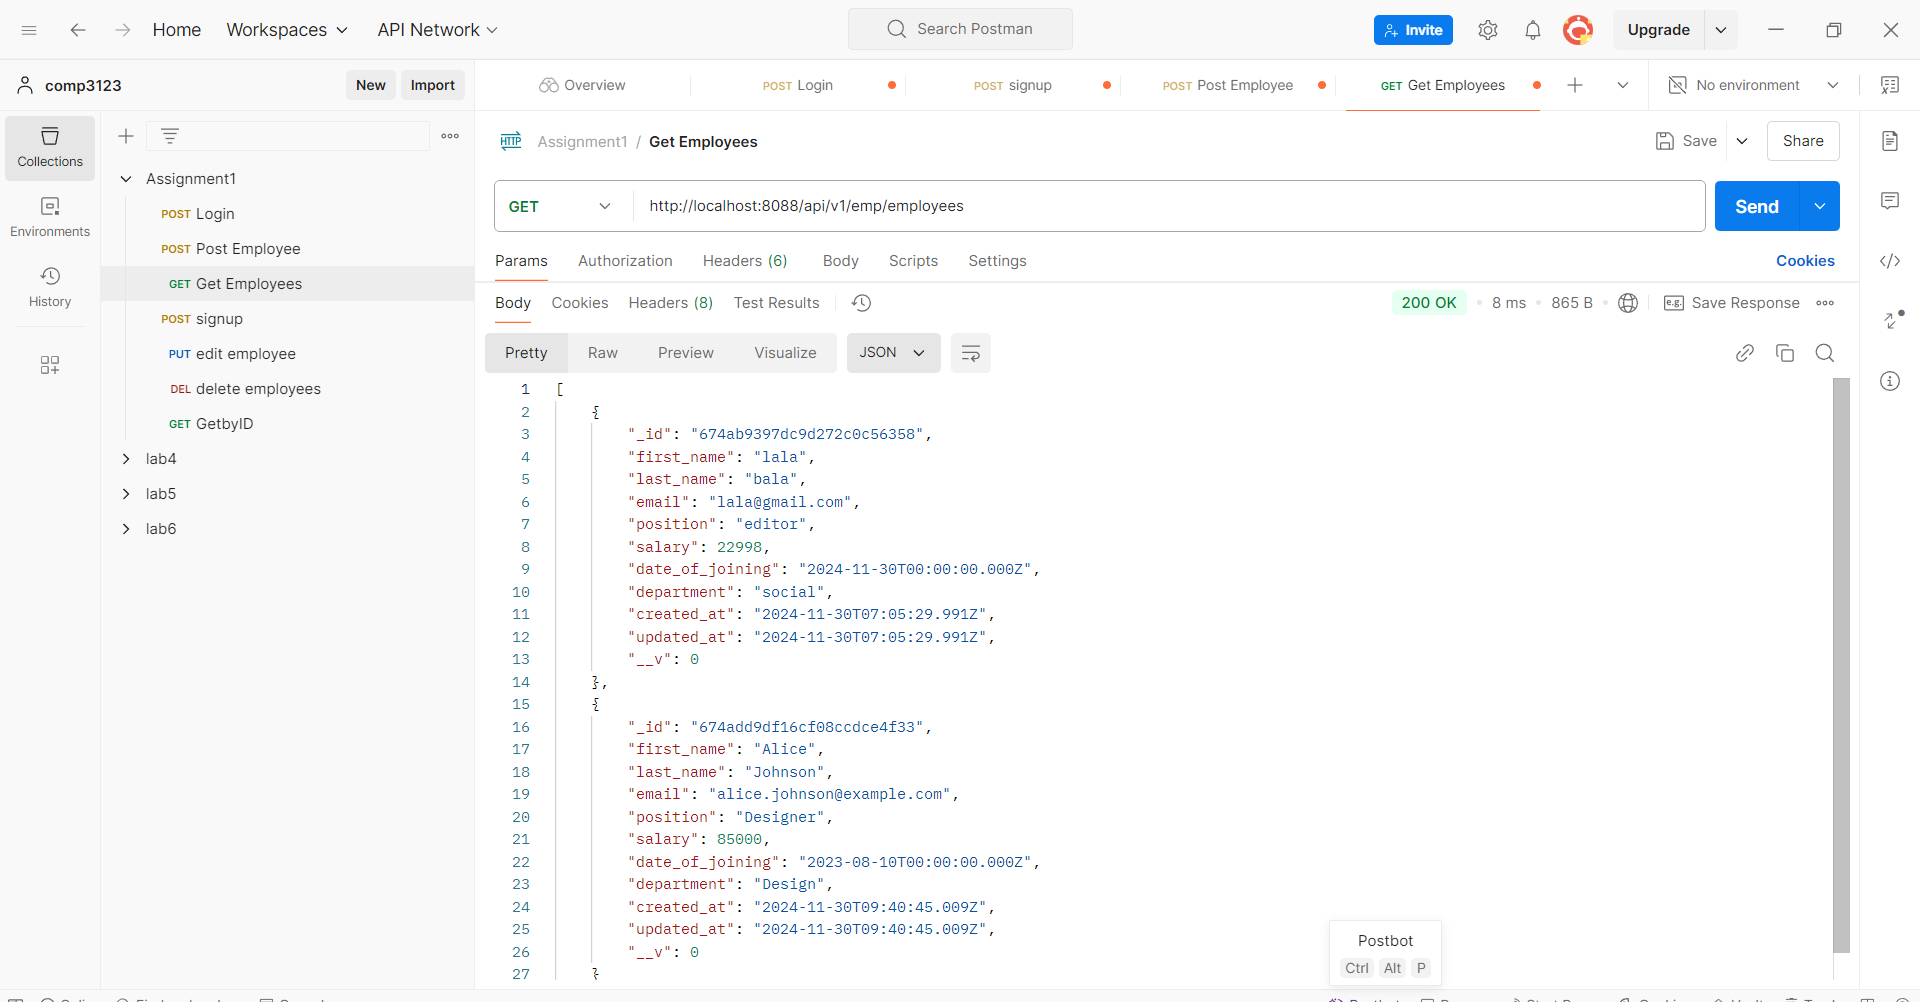 Home Workspaces API Network Search Postman Invite Upgrade
comp3123 New Import Overview POST Login POST signup POST Post Employee GET Get Employees No environment
Collections
Environments
History
Assignment1
POST Login
POST Post Employee
GET Get Employees
POST signup
PUT edit employee
DEL delete employees
GET GetbyID
lab4
lab5
lab6
HTTP Assignment1 / Get Employees Save Share
GET http://localhost:8088/api/v1/emp/employees Send
Params Authorization Headers (6) Body Scripts Settings Cookies
Body Cookies Headers (8) Test Results 200 OK 8 ms 865 B e.g. Save Response
Pretty Raw Preview Visualize JSON
1 [
2 {
3 "_id": "674ab9397dc9d272c0c56358",
4 "first_name": "lala",
5 "last_name": "bala",
6 "email": "lala@gmail.com",
7 "position": "editor",
8 "salary": 22998,
9 "date_of_joining": "2024-11-30T00:00:00.000Z",
10 "department": "social",
11 "created_at": "2024-11-30T07:05:29.991Z",
12 "updated_at": "2024-11-30T07:05:29.991Z",
13 "__v": 0
14 },
15 {
16 "_id": "674add9df16cf08ccdce4f33",
17 "first_name": "Alice",
18 "last_name": "Johnson",
19 "email": "alice.johnson@example.com",
20 "position": "Designer",
21 "salary": 85000,
22 "date_of_joining": "2023-08-10T00:00:00.000Z",
23 "department": "Design",
24 "created_at": "2024-11-30T09:40:45.009Z",
25 "updated_at": "2024-11-30T09:40:45.009Z",
26 "__v": 0
27 }
Postbot
Ctrl Alt P